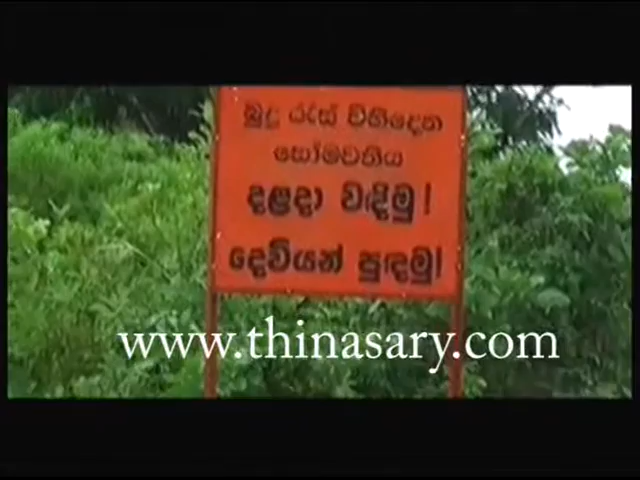 බුදු රැස් විහිදෙන
සෝමවතිය
දළදා වඳිමු!
දෙවියන් පුදමු!
www.thinasary.com